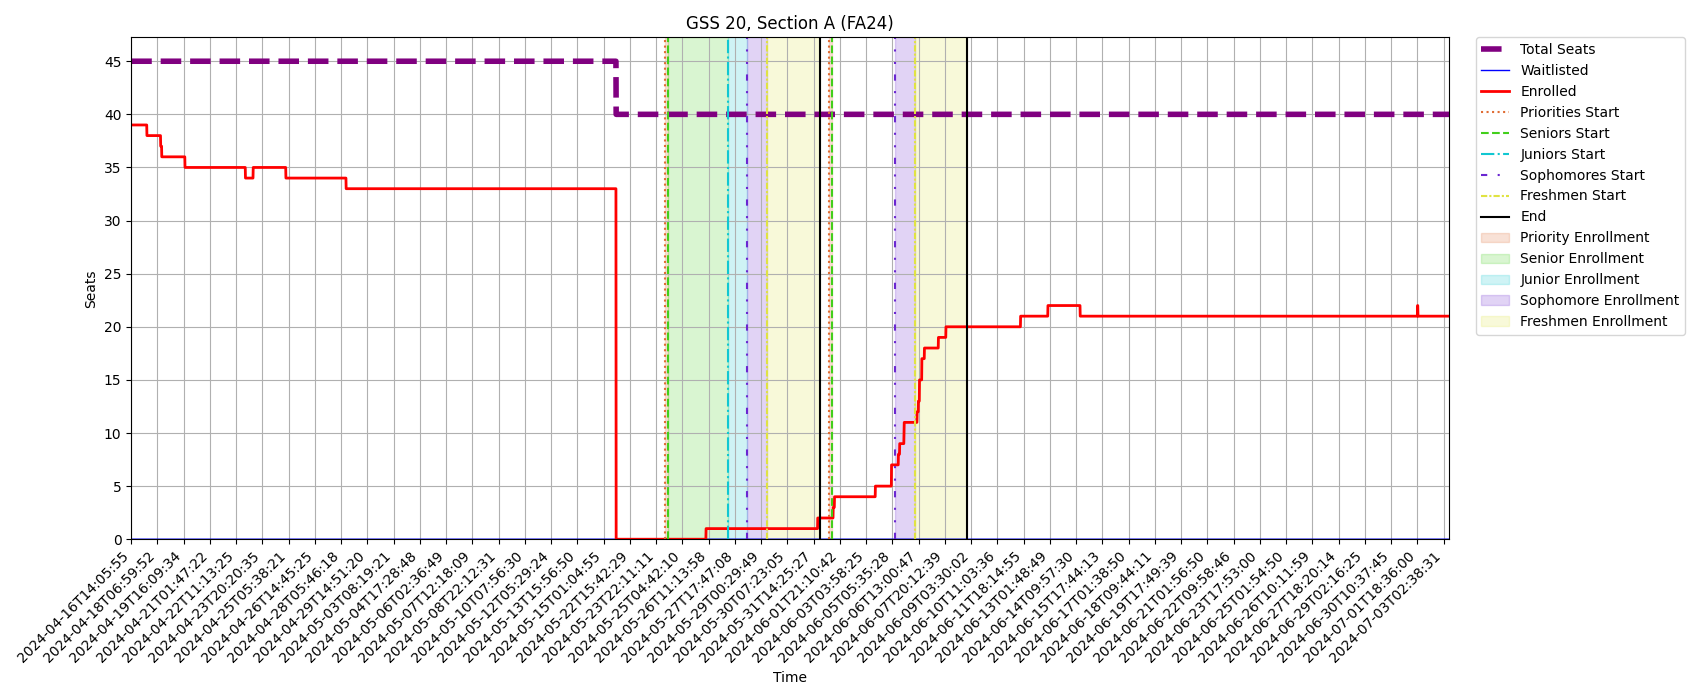 GSS 20, Section A (FA24)
Seats
45
40
35
30
25
20
15
10
5
0
2024-04-16T14:05:55
2024-04-18T06:59:52
2024-04-19T16:09:34
2024-04-21T01:47:22
2024-04-22T11:13:25
2024-04-23T20:20:35
2024-04-25T05:38:21
2024-04-26T14:45:25
2024-04-28T05:46:18
2024-04-29T14:51:20
2024-05-03T08:19:21
2024-05-04T17:28:48
2024-05-07T12:18:09
2024-05-06T02:36:49
2024-05-08T22:12:31
2024-05-10T07:56:30
2024-05-12T05:29:24
2024-05-13T13:56:50
2024-05-15T01:04:55
2024-05-22T15:42:29
2024-05-23T22:11:11
2024-05-25T04:42:10
2024-05-26T11:13:58
2024-05-27T17:47:08
2024-05-29T00:29:49
2024-05-30T07:23:05
2024-05-31T14:25:27
2024-06-01T21:10:42
2024-06-03T03:58:25
2024-06-05T05:35:28
2024-06-06T13:00:47
2024-06-07T20:12:39
2024-06-09T03:30:02
2024-06-10T11:03:36
2024-06-11T18:14:55
2024-06-13T01:48:49
2024-06-14T09:57:30
2024-06-15T17:44:13
2024-06-17T01:38:50
2024-06-18T09:44:11
2024-06-19T17:49:39
2024-06-21T01:56:50
2024-06-22T09:58:46
2024-06-23T17:53:00
2024-06-25T01:54:50
2024-06-26T10:11:59
2024-06-27T18:20:14
2024-06-29T02:16:25
2024-06-30T10:37:45
2024-07-01T18:36:00
2024-07-03T02:38:31
Time
Total Seats
Waitlisted
Enrolled
Priorities Start
Seniors Start
Juniors Start
Sophomores Start
Freshmen Start
End
Priority Enrollment
Senior Enrollment
Junior Enrollment
Sophomore Enrollment
Freshmen Enrollment